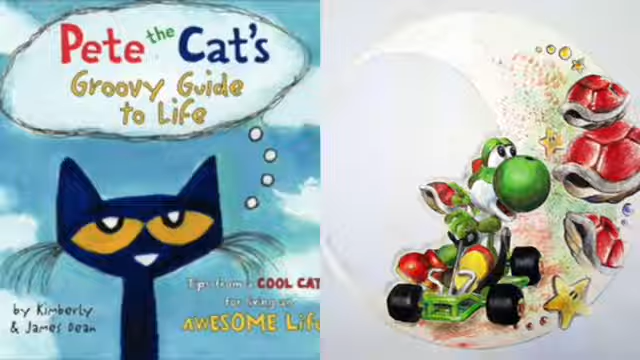 Pete the Cat's
Groovy Guide
to Life
Tips from a COOL CAT
for living an
AWESOME Life
by Kimberly
& James Dean